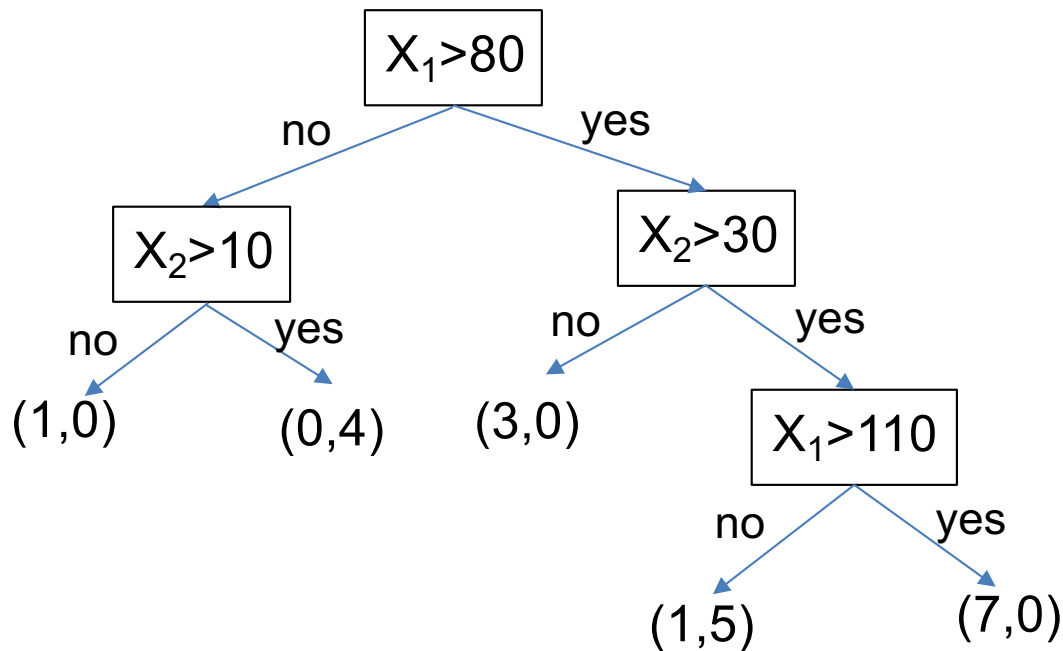 X₁>80
no
yes
X₂>10
X₂>30
no
yes
no
yes
(1,0)
(0,4)
(3,0)
X₁>110
no
yes
(1,5)
(7,0)